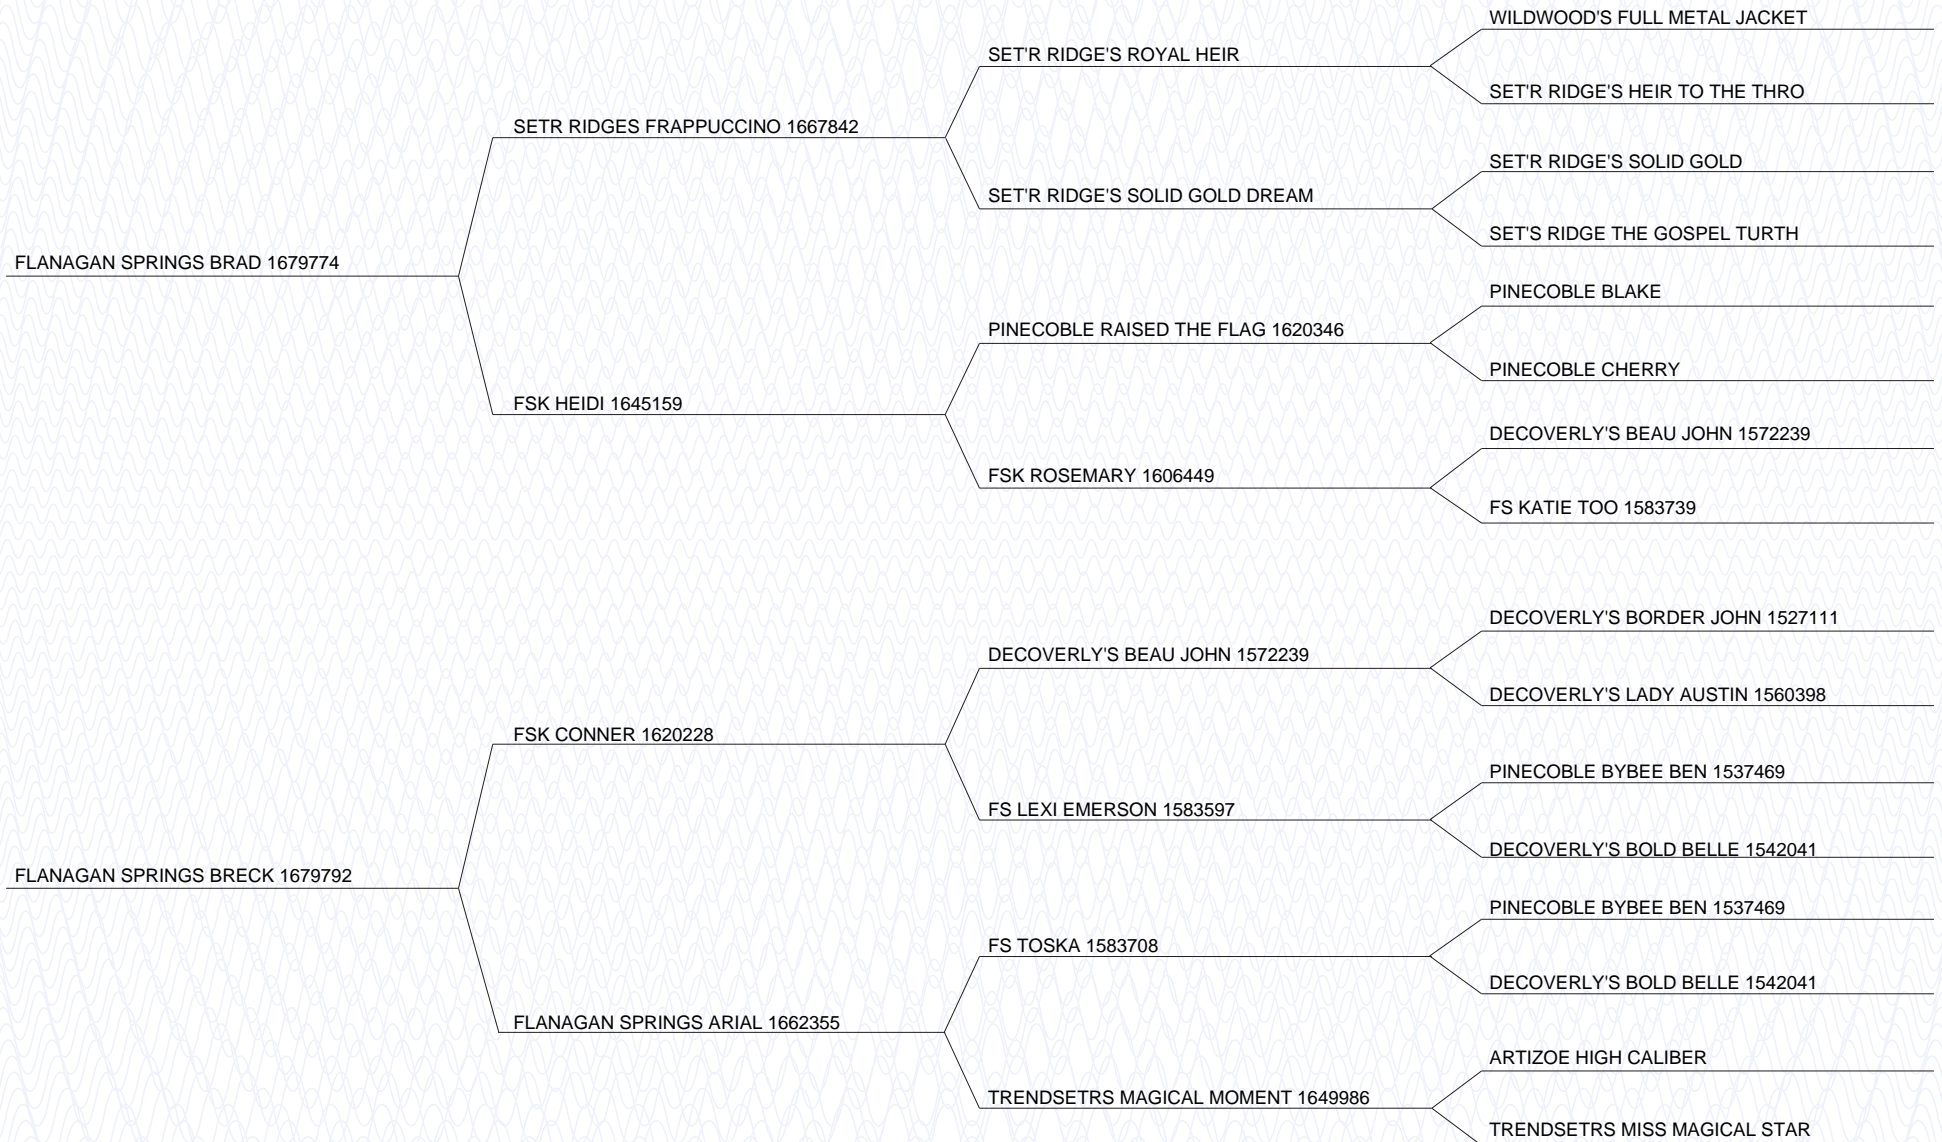 WILDWOOD'S FULL METAL JACKET
SET'R RIDGE'S ROYAL HEIR
SET'R RIDGE'S HEIR TO THE THRO
SETR RIDGES FRAPPUCCINO 1667842
SET'R RIDGE'S SOLID GOLD
SET'R RIDGE'S SOLID GOLD DREAM
SET'S RIDGE THE GOSPEL TURTH
FLANAGAN SPRINGS BRAD 1679774
PINECOBLE BLAKE
PINECOBLE RAISED THE FLAG 1620346
PINECOBLE CHERRY
FSK HEIDI 1645159
DECOVERLY'S BEAU JOHN 1572239
FSK ROSEMARY 1606449
FS KATIE TOO 1583739
DECOVERLY'S BORDER JOHN 1527111
DECOVERLY'S BEAU JOHN 1572239
DECOVERLY'S LADY AUSTIN 1560398
FSK CONNER 1620228
PINECOBLE BYBEE BEN 1537469
FS LEXI EMERSON 1583597
DECOVERLY'S BOLD BELLE 1542041
FLANAGAN SPRINGS BRECK 1679792
PINECOBLE BYBEE BEN 1537469
FS TOSKA 1583708
DECOVERLY'S BOLD BELLE 1542041
FLANAGAN SPRINGS ARIAL 1662355
ARTIZOE HIGH CALIBER
TRENDSETRS MAGICAL MOMENT 1649986
TRENDSETRS MISS MAGICAL STAR